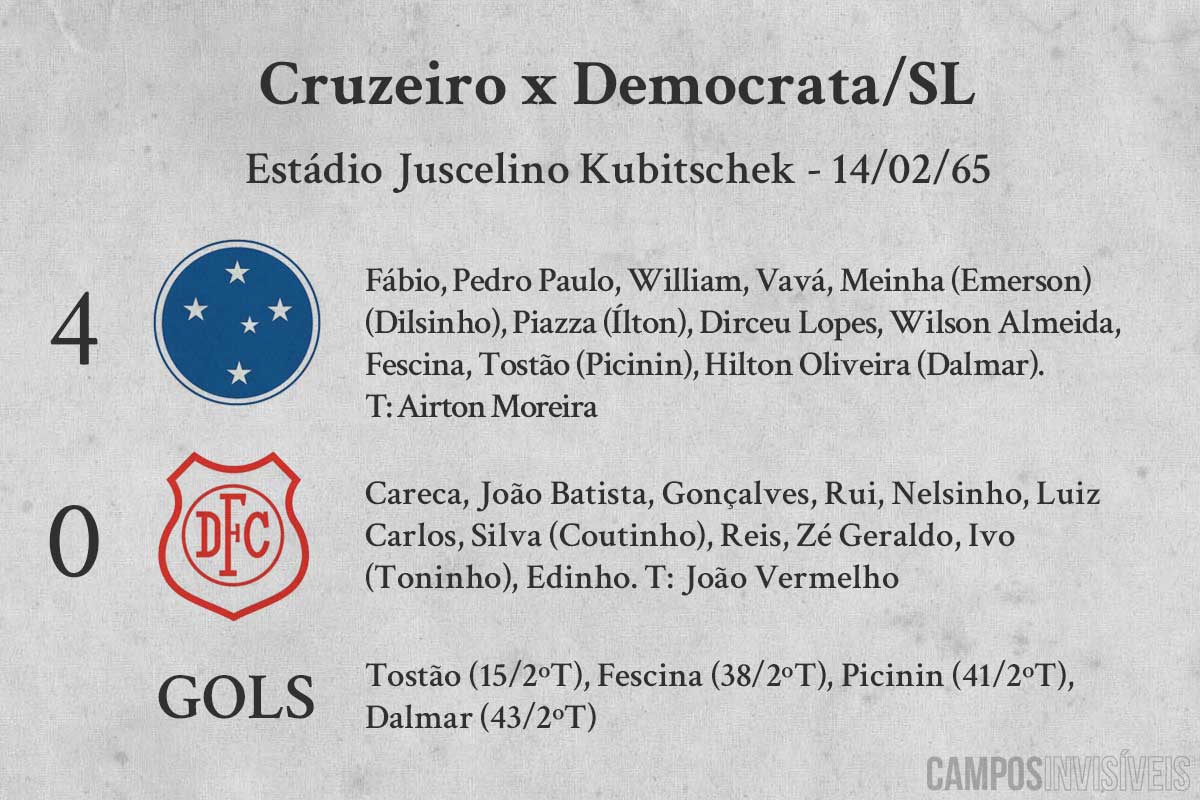 Cruzeiro x Democrata/SL
Estádio Juscelino Kubitschek - 14/02/65
4
Fábio, Pedro Paulo, William, Vavá, Meinha (Emerson)
(Dilsinho), Piazza (Ílton), Dirceu Lopes, Wilson Almeida,
Fescina, Tostão (Picinin), Hilton Oliveira (Dalmar).
T: Airton Moreira
0
DFC
Careca, João Batista, Gonçalves, Rui, Nelsinho, Luiz
Carlos, Silva (Coutinho), Reis, Zé Geraldo, Ivo
(Toninho), Edinho. T: João Vermelho
GOLS
Tostão (15/2ºT), Fescina (38/2ºT), Picinin (41/2ºT),
Dalmar (43/2ºT)
CAMPOSINVISÍVEIS